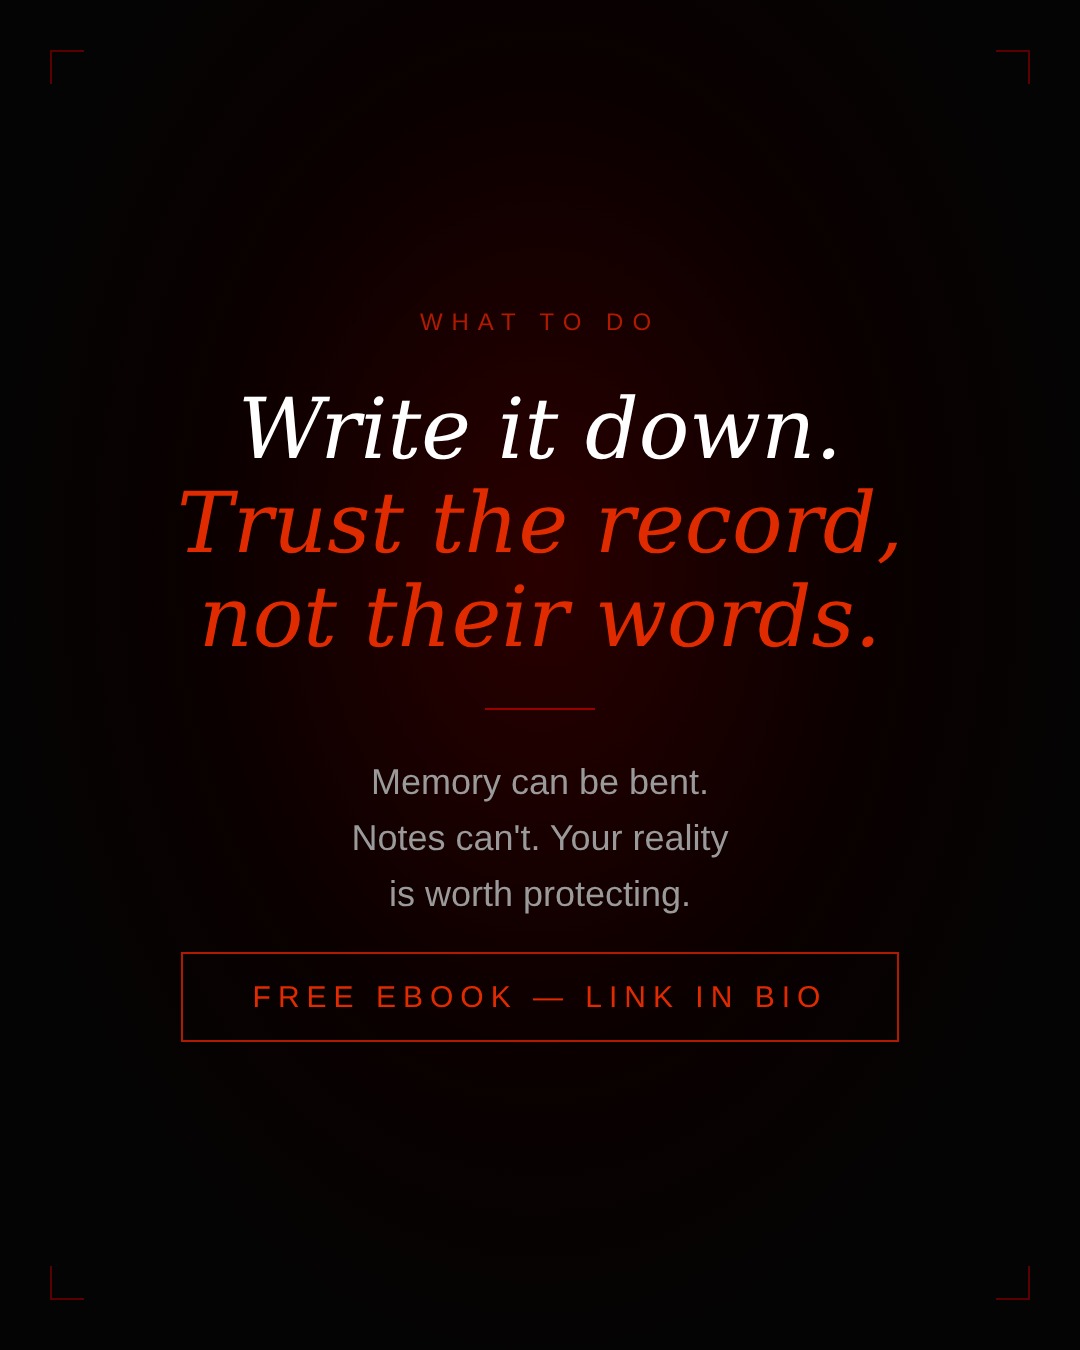 WHAT TO DO
Write it down.
Trust the record,
not their words.
Memory can be bent.
Notes can't. Your reality
is worth protecting.
FREE EBOOK — LINK IN BIO